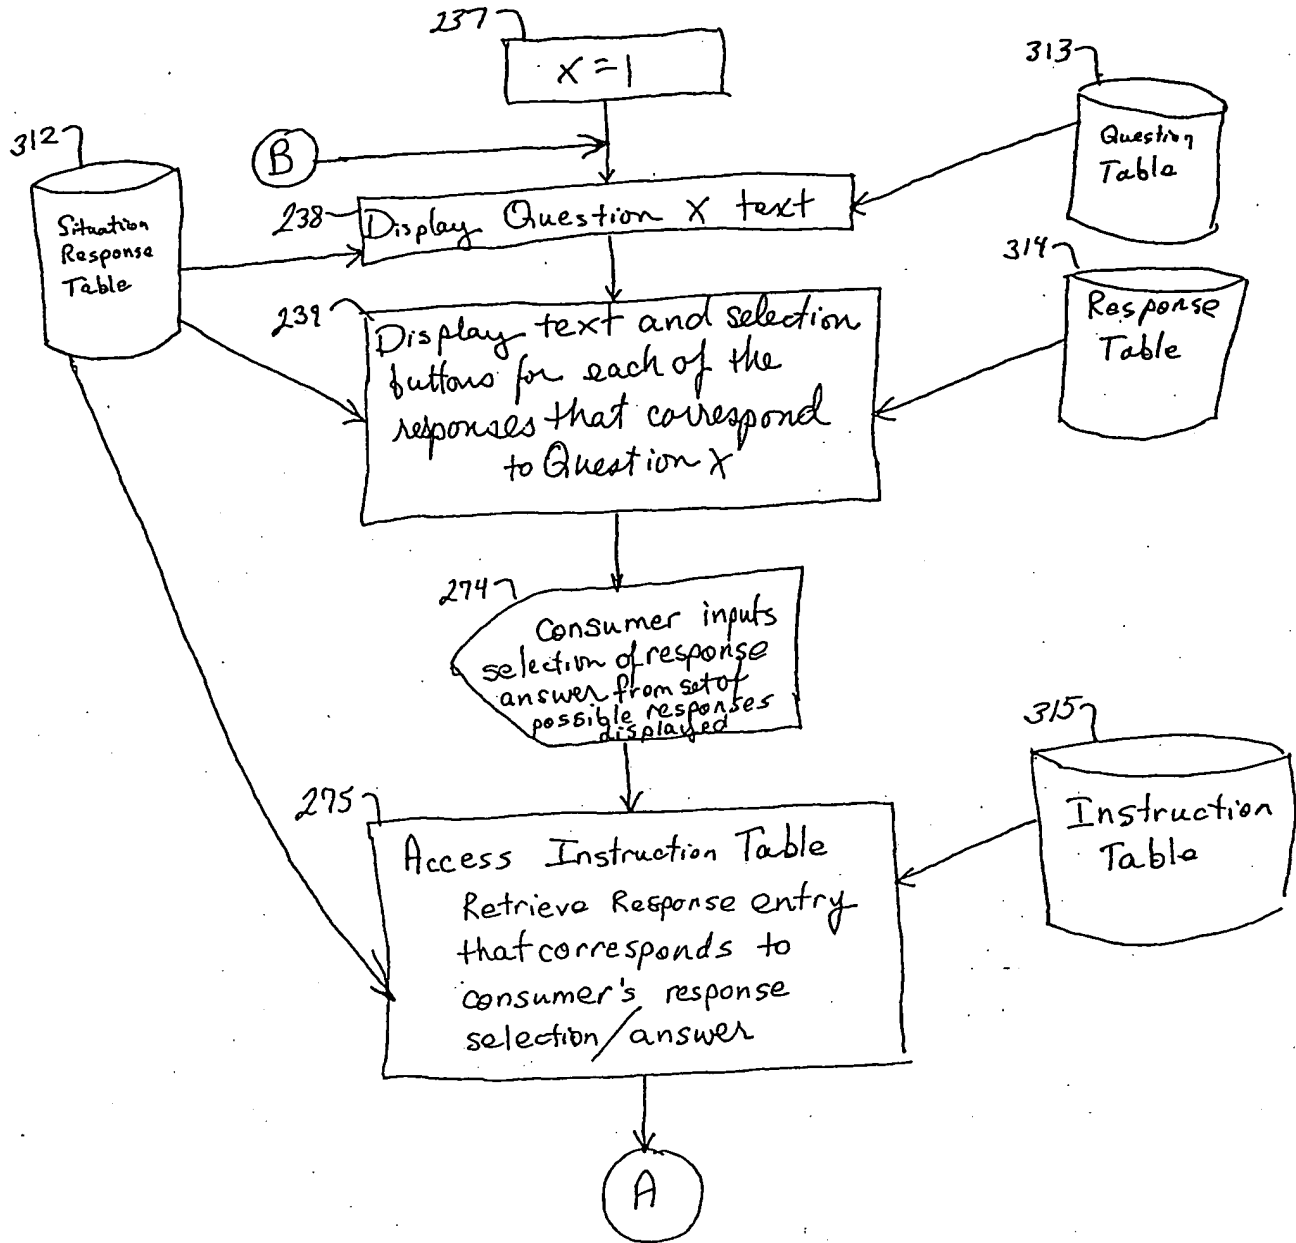 237
X = 1
313
Question
Table
312
B
Situation
Response
Table
238
Display Question X text
314
Response
Table
239
Display text and selection
buttons for each of the
responses that correspond
to Question X
274
Consumer inputs
selection of response
answer from set of
possible responses
displayed
315
Instruction
Table
275
Access Instruction Table
Retrieve Response entry
that corresponds to
consumer's response
selection/answer
A